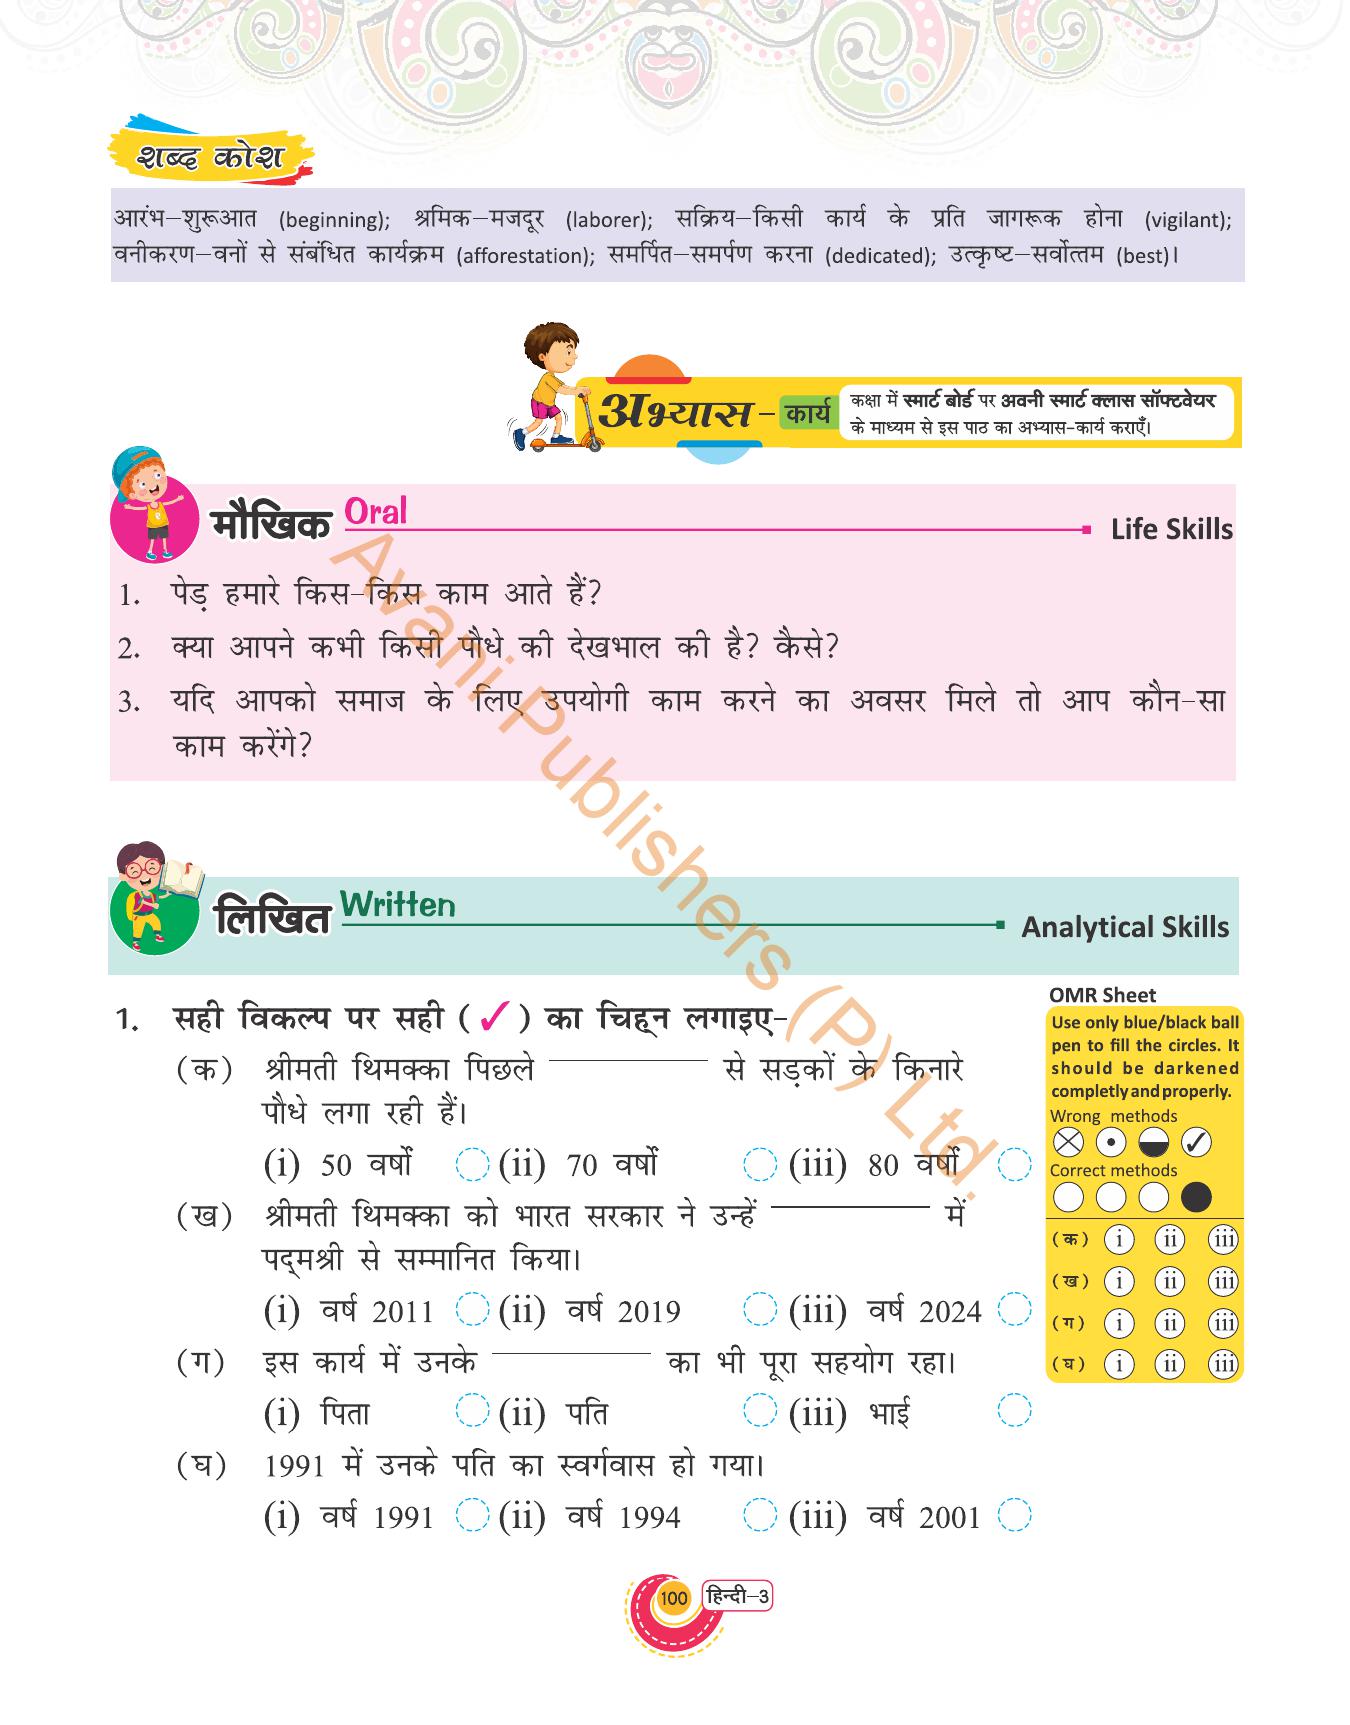 शब्द कोश
आरंभ–शुरूआत (beginning); श्रमिक–मजदूर (laborer); सक्रिय–किसी कार्य के प्रति जागरूक होना (vigilant);
वनीकरण–वनों से संबंधित कार्यक्रम (afforestation); समर्पित–समर्पण करना (dedicated); उत्कृष्ट–सर्वोत्तम (best)।
अभ्यास – कार्य
कक्षा में स्मार्ट बोर्ड पर अवनी स्मार्ट क्लास सॉफ्टवेयर
के माध्यम से इस पाठ का अभ्यास-कार्य कराएँ।
मौखिक Oral Life Skills
1. पेड़ हमारे किस-किस काम आते हैं?
2. क्या आपने कभी किसी पौधे की देखभाल की है? कैसे?
3. यदि आपको समाज के लिए उपयोगी काम करने का अवसर मिले तो आप कौन-सा
काम करेंगे?
लिखित Written Analytical Skills
1. सही विकल्प पर सही (✓) का चिह्न लगाइए-
(क) श्रीमती थिमक्का पिछले ____________ से सड़कों के किनारे
पौधे लगा रही हैं।
(i) 50 वर्षों (ii) 70 वर्षों (iii) 80 वर्षों
(ख) श्रीमती थिमक्का को भारत सरकार ने उन्हें ____________ में
पद्मश्री से सम्मानित किया।
(i) वर्ष 2011 (ii) वर्ष 2019 (iii) वर्ष 2024
(ग) इस कार्य में उनके ____________ का भी पूरा सहयोग रहा।
(i) पिता (ii) पति (iii) भाई
(घ) 1991 में उनके पति का स्वर्गवास हो गया।
(i) वर्ष 1991 (ii) वर्ष 1994 (iii) वर्ष 2001
OMR Sheet
Use only blue/black ball
pen to fill the circles. It
should be darkened
completly and properly.
Wrong methods
✓
Correct methods
(क) i ii iii
(ख) i ii iii
(ग) i ii iii
(घ) i ii iii
100 हिन्दी–3
Avani Publishers (P) Ltd.